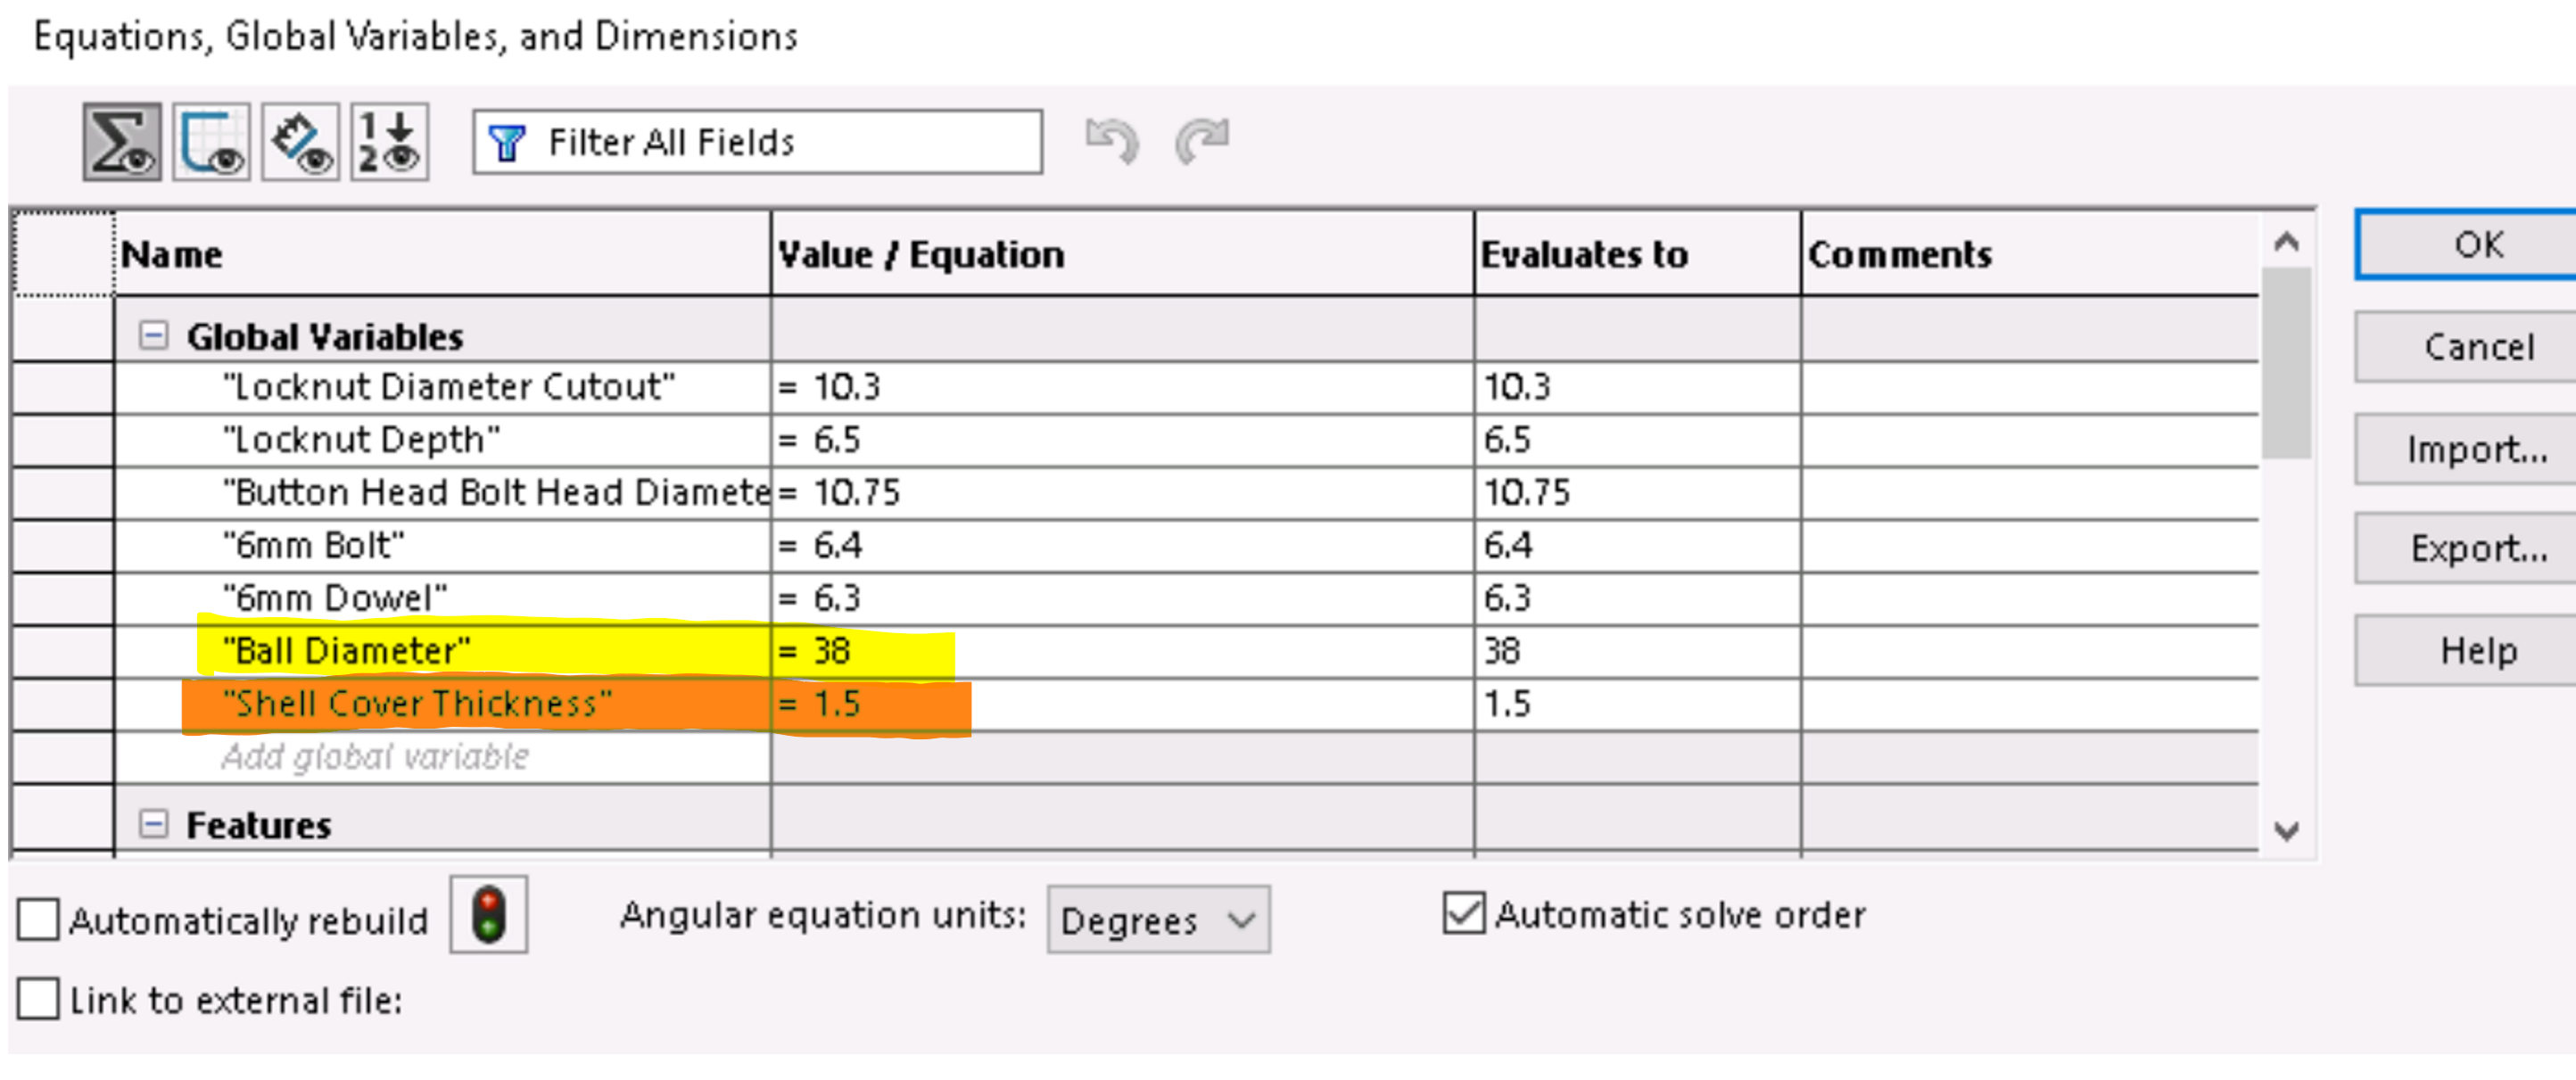 Equations, Global Variables, and Dimensions
Filter All Fields
Name Value / Equation Evaluates to Comments
OK
Global Variables
Cancel
"Locknut Diameter Cutout" = 10.3 10.3
"Locknut Depth" = 6.5 6.5
Import...
"Button Head Bolt Head Diamete = 10.75 10.75
"6mm Bolt" = 6.4 6.4
Export...
"6mm Dowel" = 6.3 6.3
"Ball Diameter" = 38 38
Help
"Shell Cover Thickness" = 1.5 1.5
Add global variable
Features
Automatically rebuild Angular equation units: Degrees Automatic solve order
Link to external file: